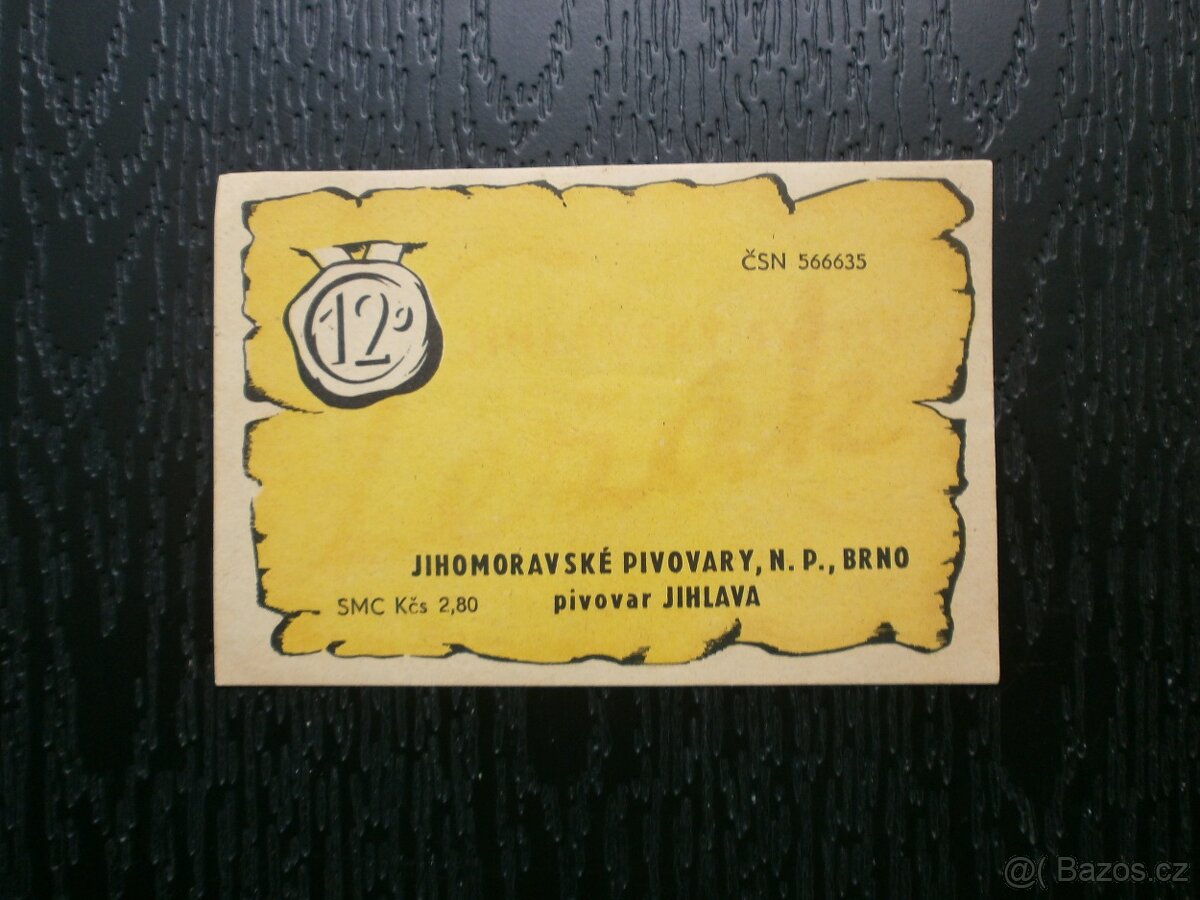 ČSN 566635
12°
JIHOMORAVSKÉ PIVOVARY, N. P., BRNO
SMC Kčs 2,80 pivovar JIHLAVA
@( Bazos.cz